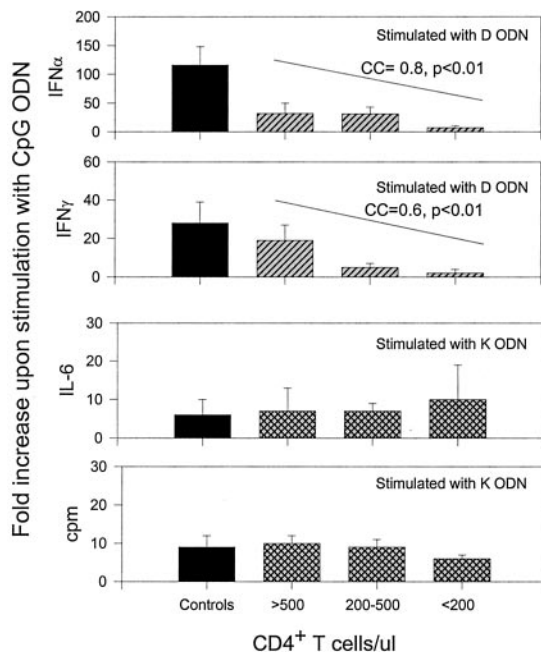 Fold increase upon stimulation with CpG ODN
IFNα
150
100
50
0
Stimulated with D ODN
CC= 0.8, p<0.01
IFNγ
60
40
20
0
Stimulated with D ODN
CC=0.6, p<0.01
IL-6
30
20
10
0
Stimulated with K ODN
cpm
30
20
10
0
Stimulated with K ODN
Controls >500 200-500 <200
CD4+ T cells/ul